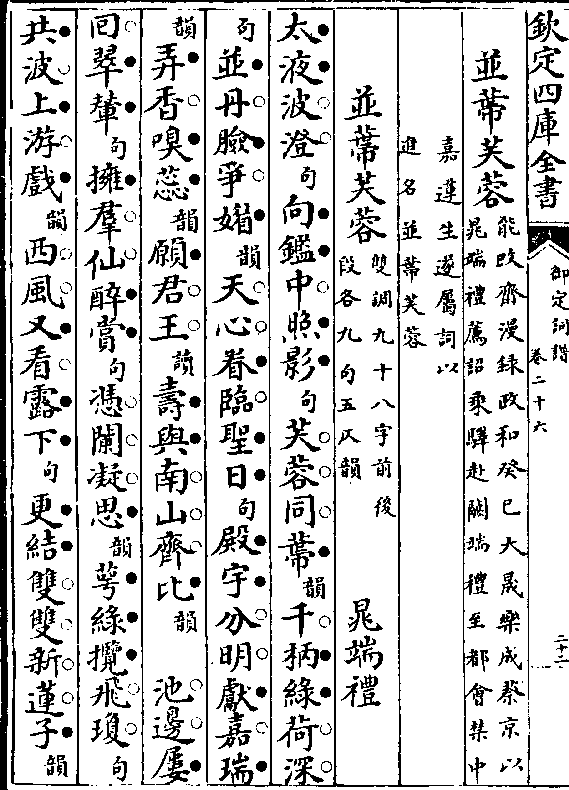 欽定四庫全書
御定詞譜 卷二十六
二十二
並蔕芙蓉
能改齋漫録政和癸巳大晟樂成蔡京以
晁端禮薦詔乘驛赴闕端禮至都會禁中
嘉蓮生遂屬詞以
進名並蔕芙蓉
並蔕芙蓉
雙調九十八字前後
段各九句五仄韻
晁端禮
太液波澄句向鑑中照影句芙蓉同蔕韻千柄綠荷深
句並丹臉爭媚韻天心眷臨聖日句殿宇分明獻嘉瑞
韻弄香嗅蕊韻願君王讀壽與南山齊比韻 池邊屢
回翠輦句擁羣仙醉賞句憑闌凝思韻萼綠攬飛瓊句
共波上游戲韻西風又看露下句更結雙雙新蓮子韻